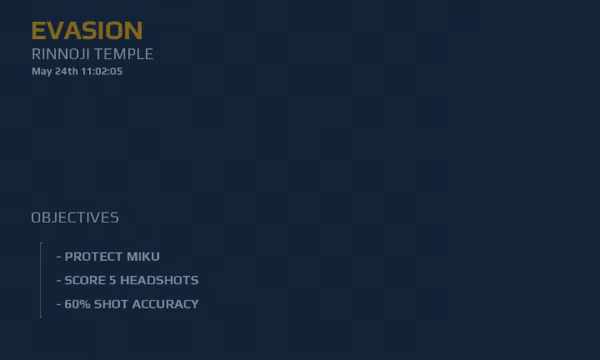 EVASION
RINNOJI TEMPLE
May 24th 11:02:05
OBJECTIVES
- PROTECT MIKU
- SCORE 5 HEADSHOTS
- 60% SHOT ACCURACY